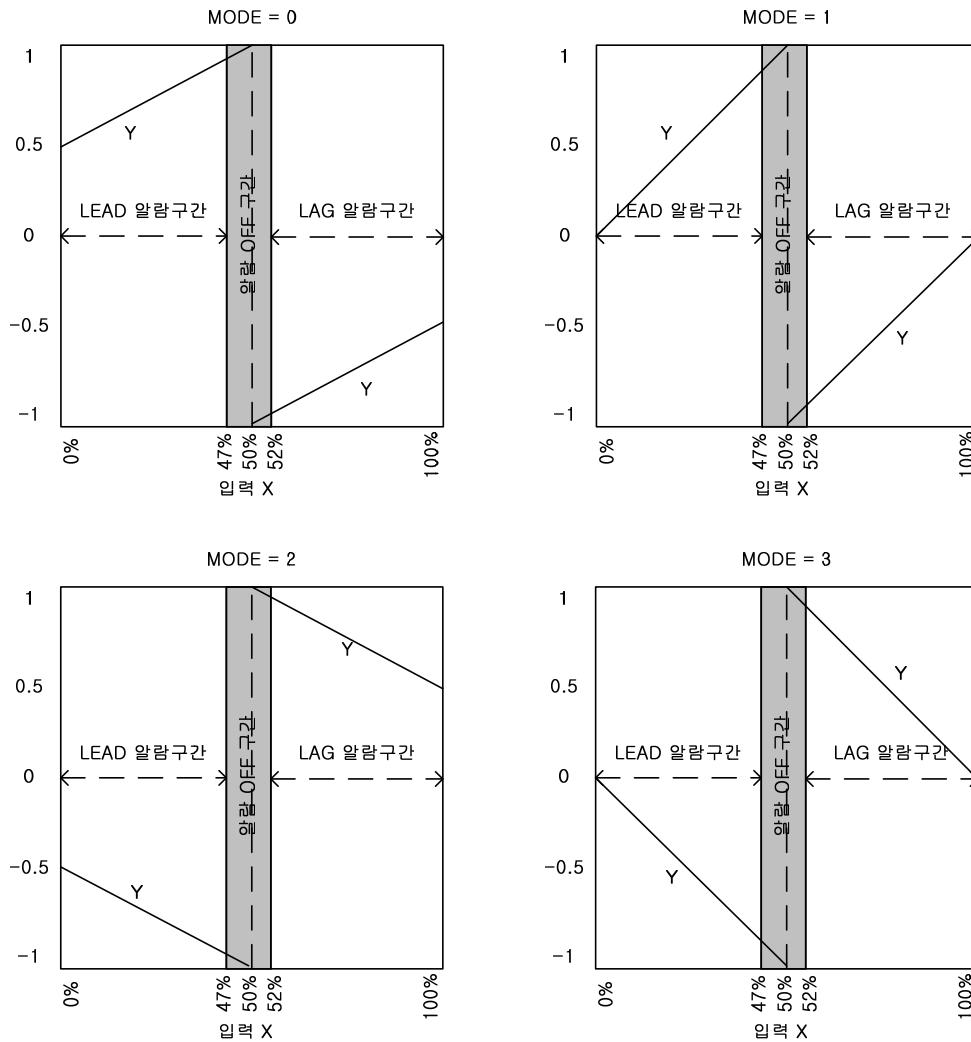 MODE = 0
1
Y
0.5
LEAD 알람구간
알람 OFF 구간
LAG 알람구간
0
-0.5
Y
-1
0%
47%
50%
52%
100%
입력 X
MODE = 1
1
Y
0.5
LEAD 알람구간
알람 OFF 구간
LAG 알람구간
0
-0.5
Y
-1
0%
47%
50%
52%
100%
입력 X
MODE = 2
1
Y
0.5
LEAD 알람구간
알람 OFF 구간
LAG 알람구간
0
-0.5
Y
-1
0%
47%
50%
52%
100%
입력 X
MODE = 3
1
Y
0.5
LEAD 알람구간
알람 OFF 구간
LAG 알람구간
0
-0.5
Y
-1
0%
47%
50%
52%
100%
입력 X